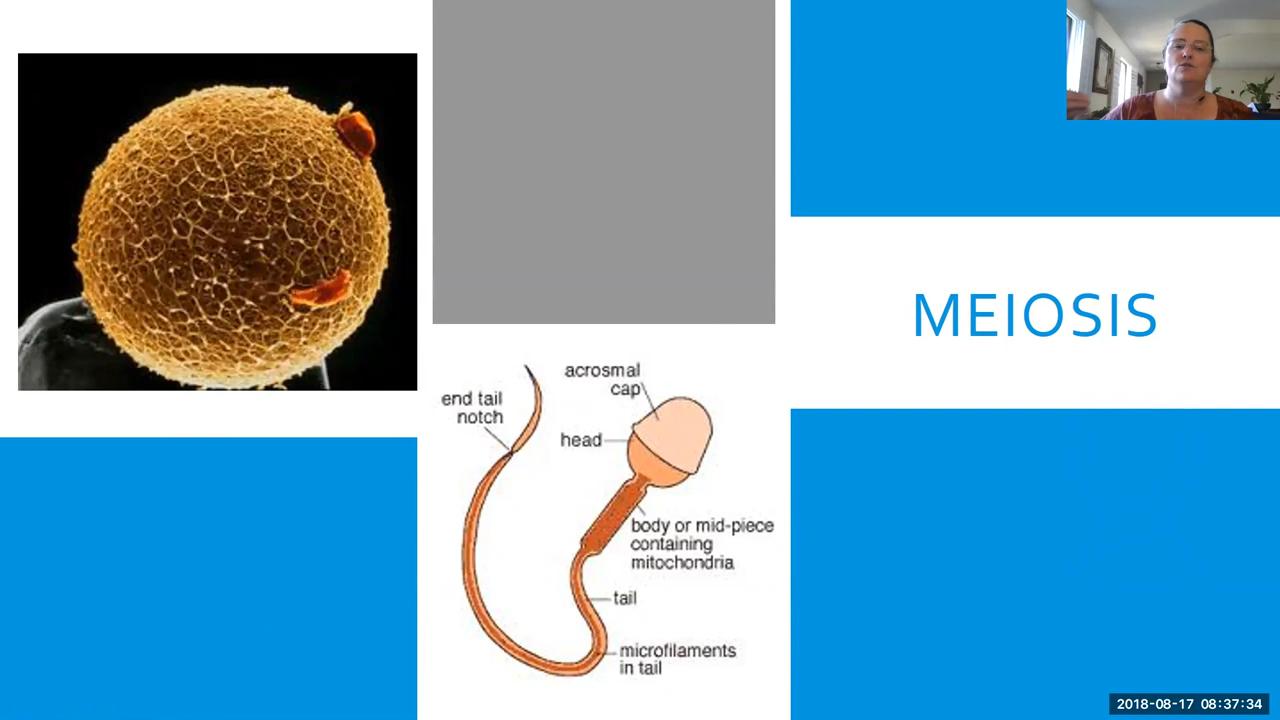 MEIOSIS
acrosmal
cap
end tail
notch
head
body or mid-piece
containing
mitochondria
tail
microfilaments
in tail
2018-08-17 08:37:34